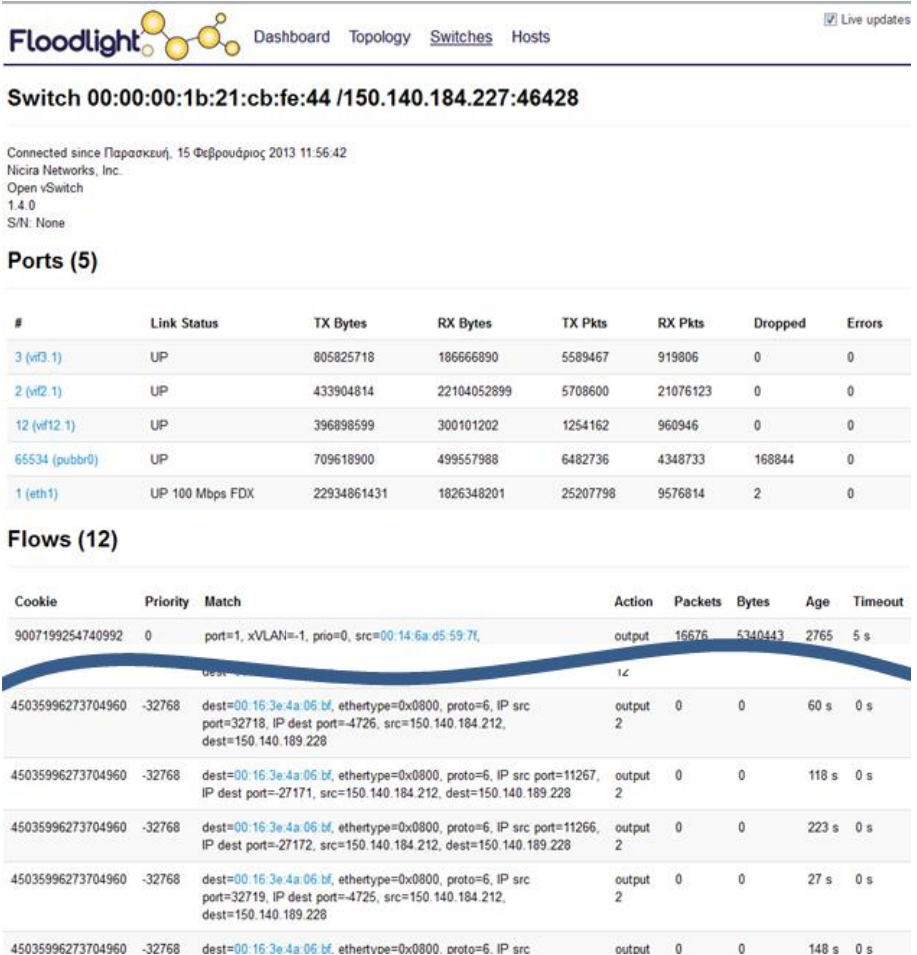 Floodlight Dashboard Topology Switches Hosts Live updates
Switch 00:00:00:1b:21:cb:fe:44 /150.140.184.227:46428
Connected since Παρασκευή, 15 Φεβρουάριος 2013 11:56:42
Nicira Networks, Inc.
Open vSwitch
1.4.0
S/N: None
Ports (5)
# Link Status TX Bytes RX Bytes TX Pkts RX Pkts Dropped Errors
3 (vif3.1) UP 805825718 186666890 5589467 919806 0 0
2 (vif2.1) UP 433904814 22104052899 5708600 21076123 0 0
12 (vif12.1) UP 396898599 300101202 1254162 960946 0 0
65534 (pubbr0) UP 709618900 499557988 6482736 4348733 168844 0
1 (eth1) UP 100 Mbps FDX 22934861431 1826348201 25207798 9576814 2 0
Flows (12)
Cookie Priority Match Action Packets Bytes Age Timeout
9007199254740992 0 port=1, xVLAN=-1, prio=0, src=00:14:6a:d5:59:7f, output 16676 5340443 2765 5 s
12
45035996273704960 -32768 dest=00:16:3e:4a:06:bf, ethertype=0x0800, proto=6, IP src output 0 0 60 s 0 s
port=32718, IP dest port=-4726, src=150.140.184.212, 2
dest=150.140.189.228
45035996273704960 -32768 dest=00:16:3e:4a:06:bf, ethertype=0x0800, proto=6, IP src port=11267, output 0 0 118 s 0 s
IP dest port=-27171, src=150.140.184.212, dest=150.140.189.228 2
45035996273704960 -32768 dest=00:16:3e:4a:06:bf, ethertype=0x0800, proto=6, IP src port=11266, output 0 0 223 s 0 s
IP dest port=-27172, src=150.140.184.212, dest=150.140.189.228 2
45035996273704960 -32768 dest=00:16:3e:4a:06:bf, ethertype=0x0800, proto=6, IP src output 0 0 27 s 0 s
port=32719, IP dest port=-4725, src=150.140.184.212, 2
dest=150.140.189.228
45035996273704960 -32768 dest=00:16:3e:4a:06:bf, ethertype=0x0800, proto=6, IP src output 0 0 148 s 0 s